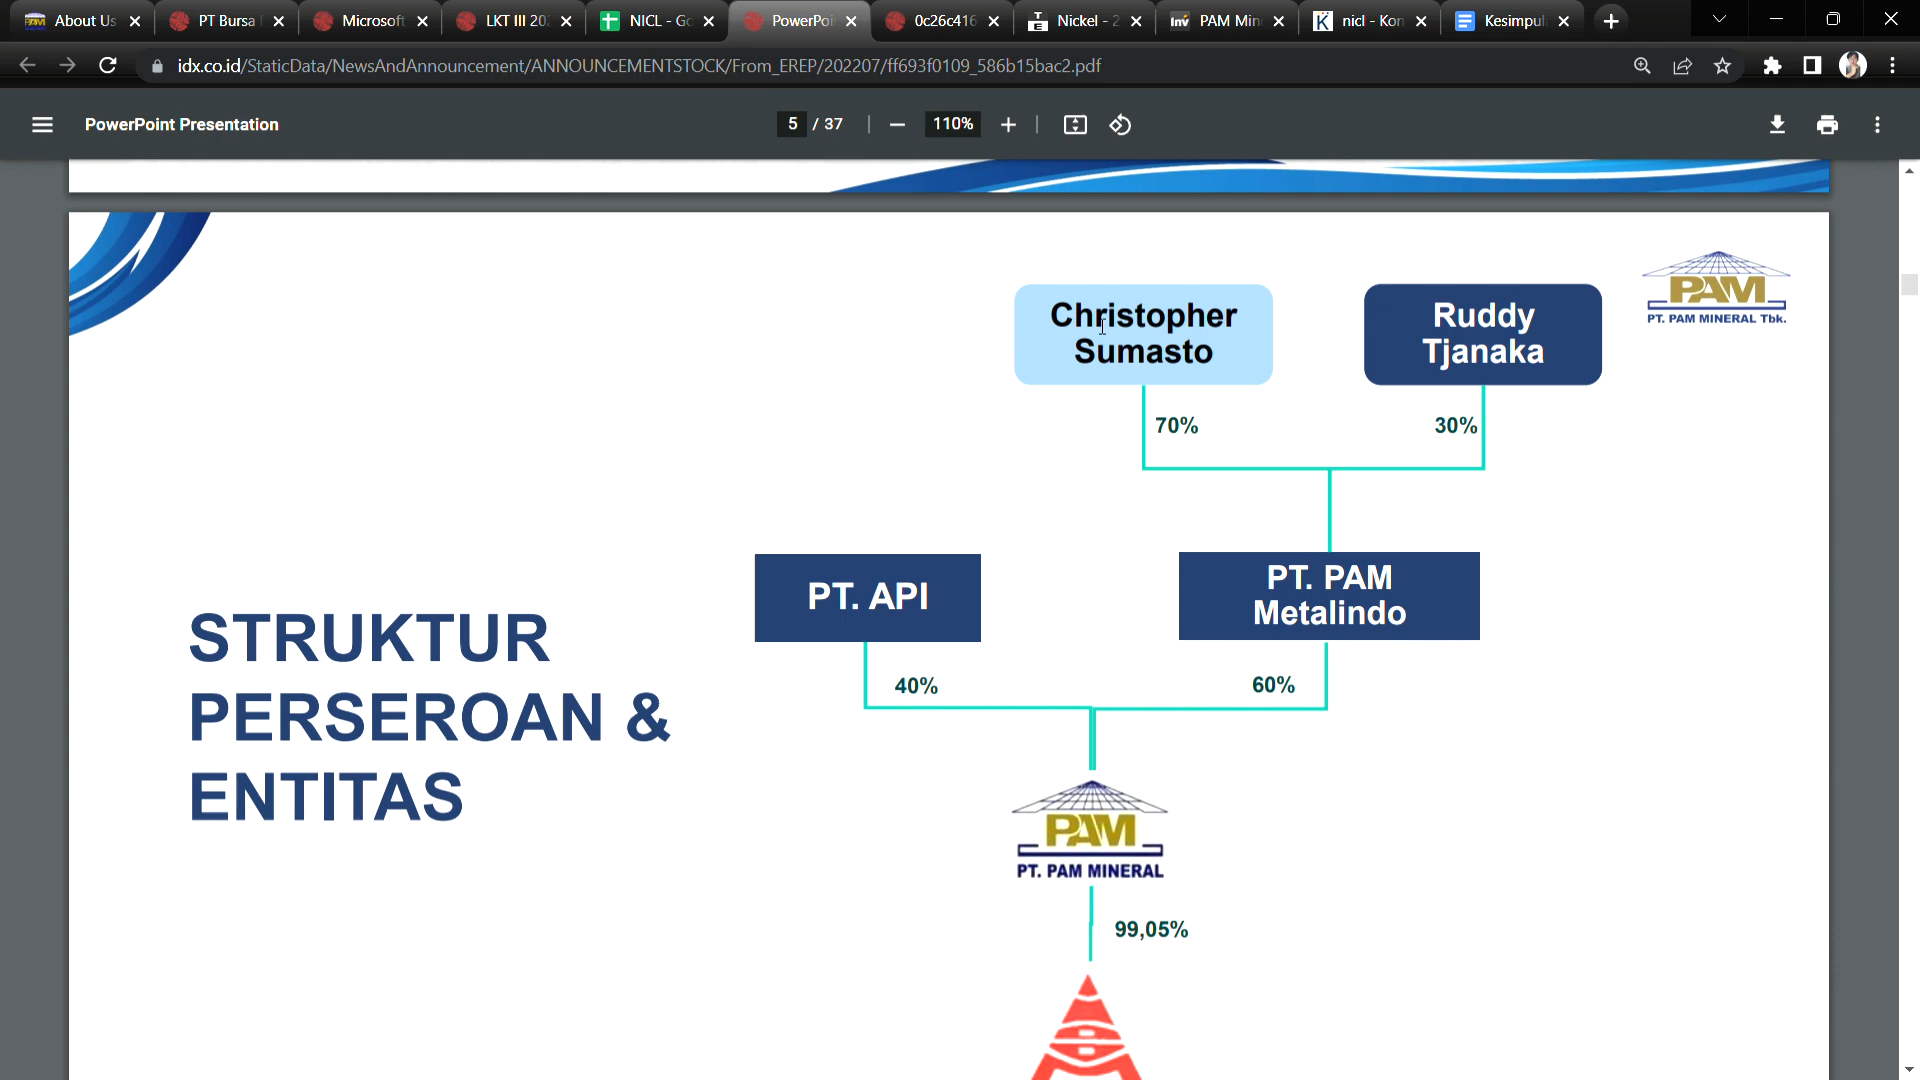 About Us
PT Bursa
Microsoft
LKT III 202
NICL - Go
PowerPoi
0c26c416
Nickel - 2
PAM Min
nicl - Kon
Kesimpul
idx.co.id/StaticData/NewsAndAnnouncement/ANNOUNCEMENTSTOCK/From_EREP/202207/ff693f0109_586b15bac2.pdf
PowerPoint Presentation
5 / 37
110%
PAM
PT. PAM MINERAL Tbk.
Christopher
Sumasto
Ruddy
Tjanaka
70%
30%
PT. API
PT. PAM
Metalindo
40%
60%
STRUKTUR
PERSEROAN &
ENTITAS
PAM
PT. PAM MINERAL
99,05%